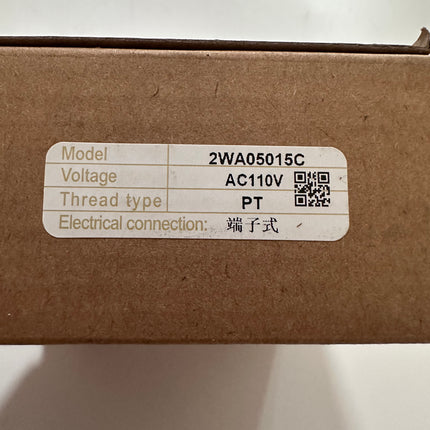 Model 2WA05015C
Voltage AC110V
Thread type PT
Electrical connection: 端子式